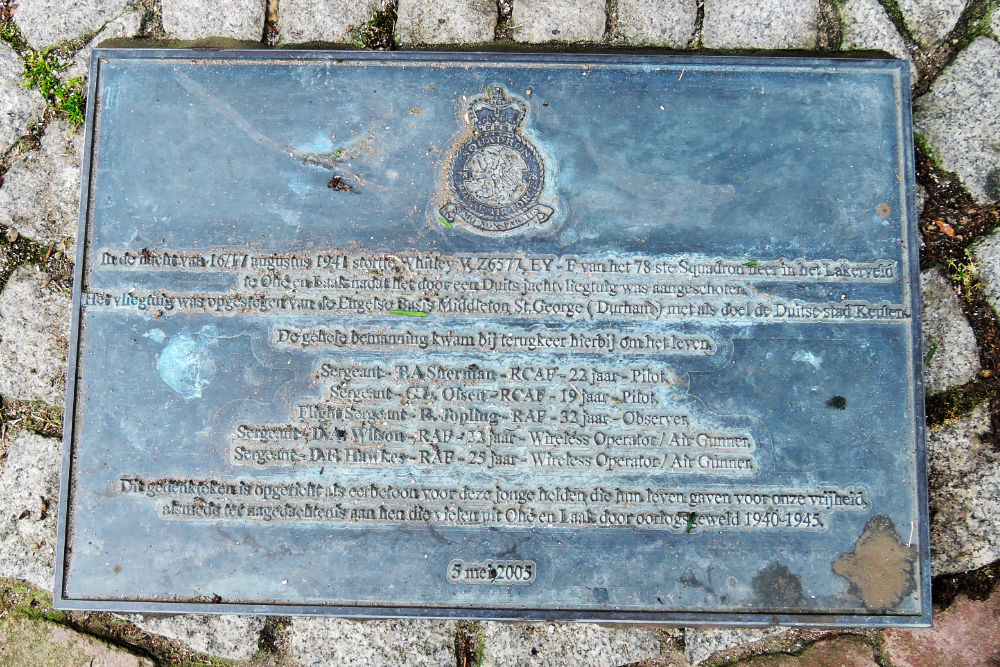 SQUADRON
In de nacht van 16/17 augustus 1941 stortte Whitley V, Z6577, EY - F van het 78 ste Squadron neer in het Lakerveld
te Ohé en Laak nadat het door een Duits jachtvliegtuig was aangeschoten.
Het vliegtuig was opgestegen van de Engelse Basis Middleton St.George ( Durham ) met als doel de Duitse stad Keulen.
De gehele bemanning kwam bij terugkeer hierbij om het leven.
Sergeant - T.A Sherman - RCAF - 22 jaar - Pilot.
Sergeant - Olsen - RCAF - 19 jaar - Pilot.
Flight Sergeant - R. Jopling - RAF - 32 jaar - Observer.
Sergeant - Wilson - RAF - 22 jaar - Wireless Operator / Air Gunner.
Sergeant - Hawkes - RAF - 25 jaar - Wireless Operator / Air Gunner.
Dit gedenkteken is opgericht als eerbetoon voor deze jonge helden die hun leven gaven voor onze vrijheid,
alsmede ter nagedachtenis aan hen die vielen uit Ohé en Laak door oorlogsgeweld 1940-1945.
5 mei 2005